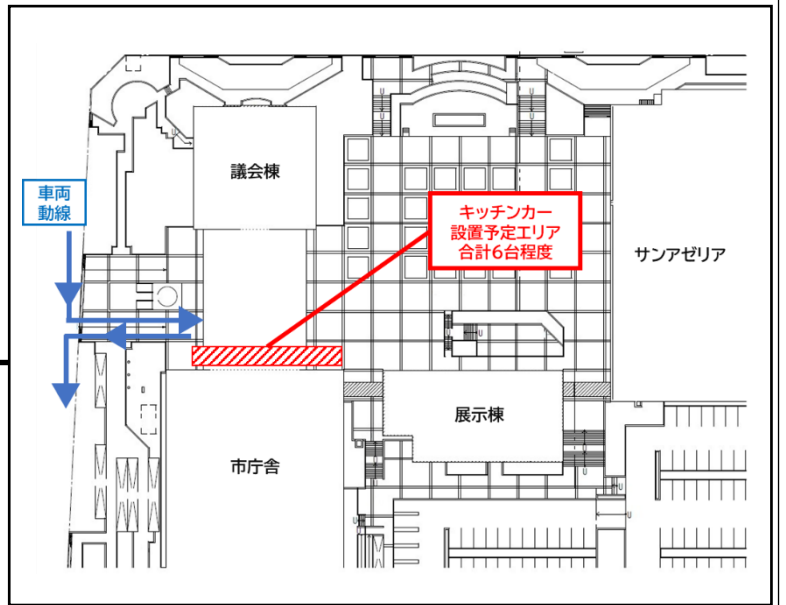 議会棟
車両
動線
キッチンカー
設置予定エリア
合計6台程度
サンアゼリア
展示棟
市庁舎